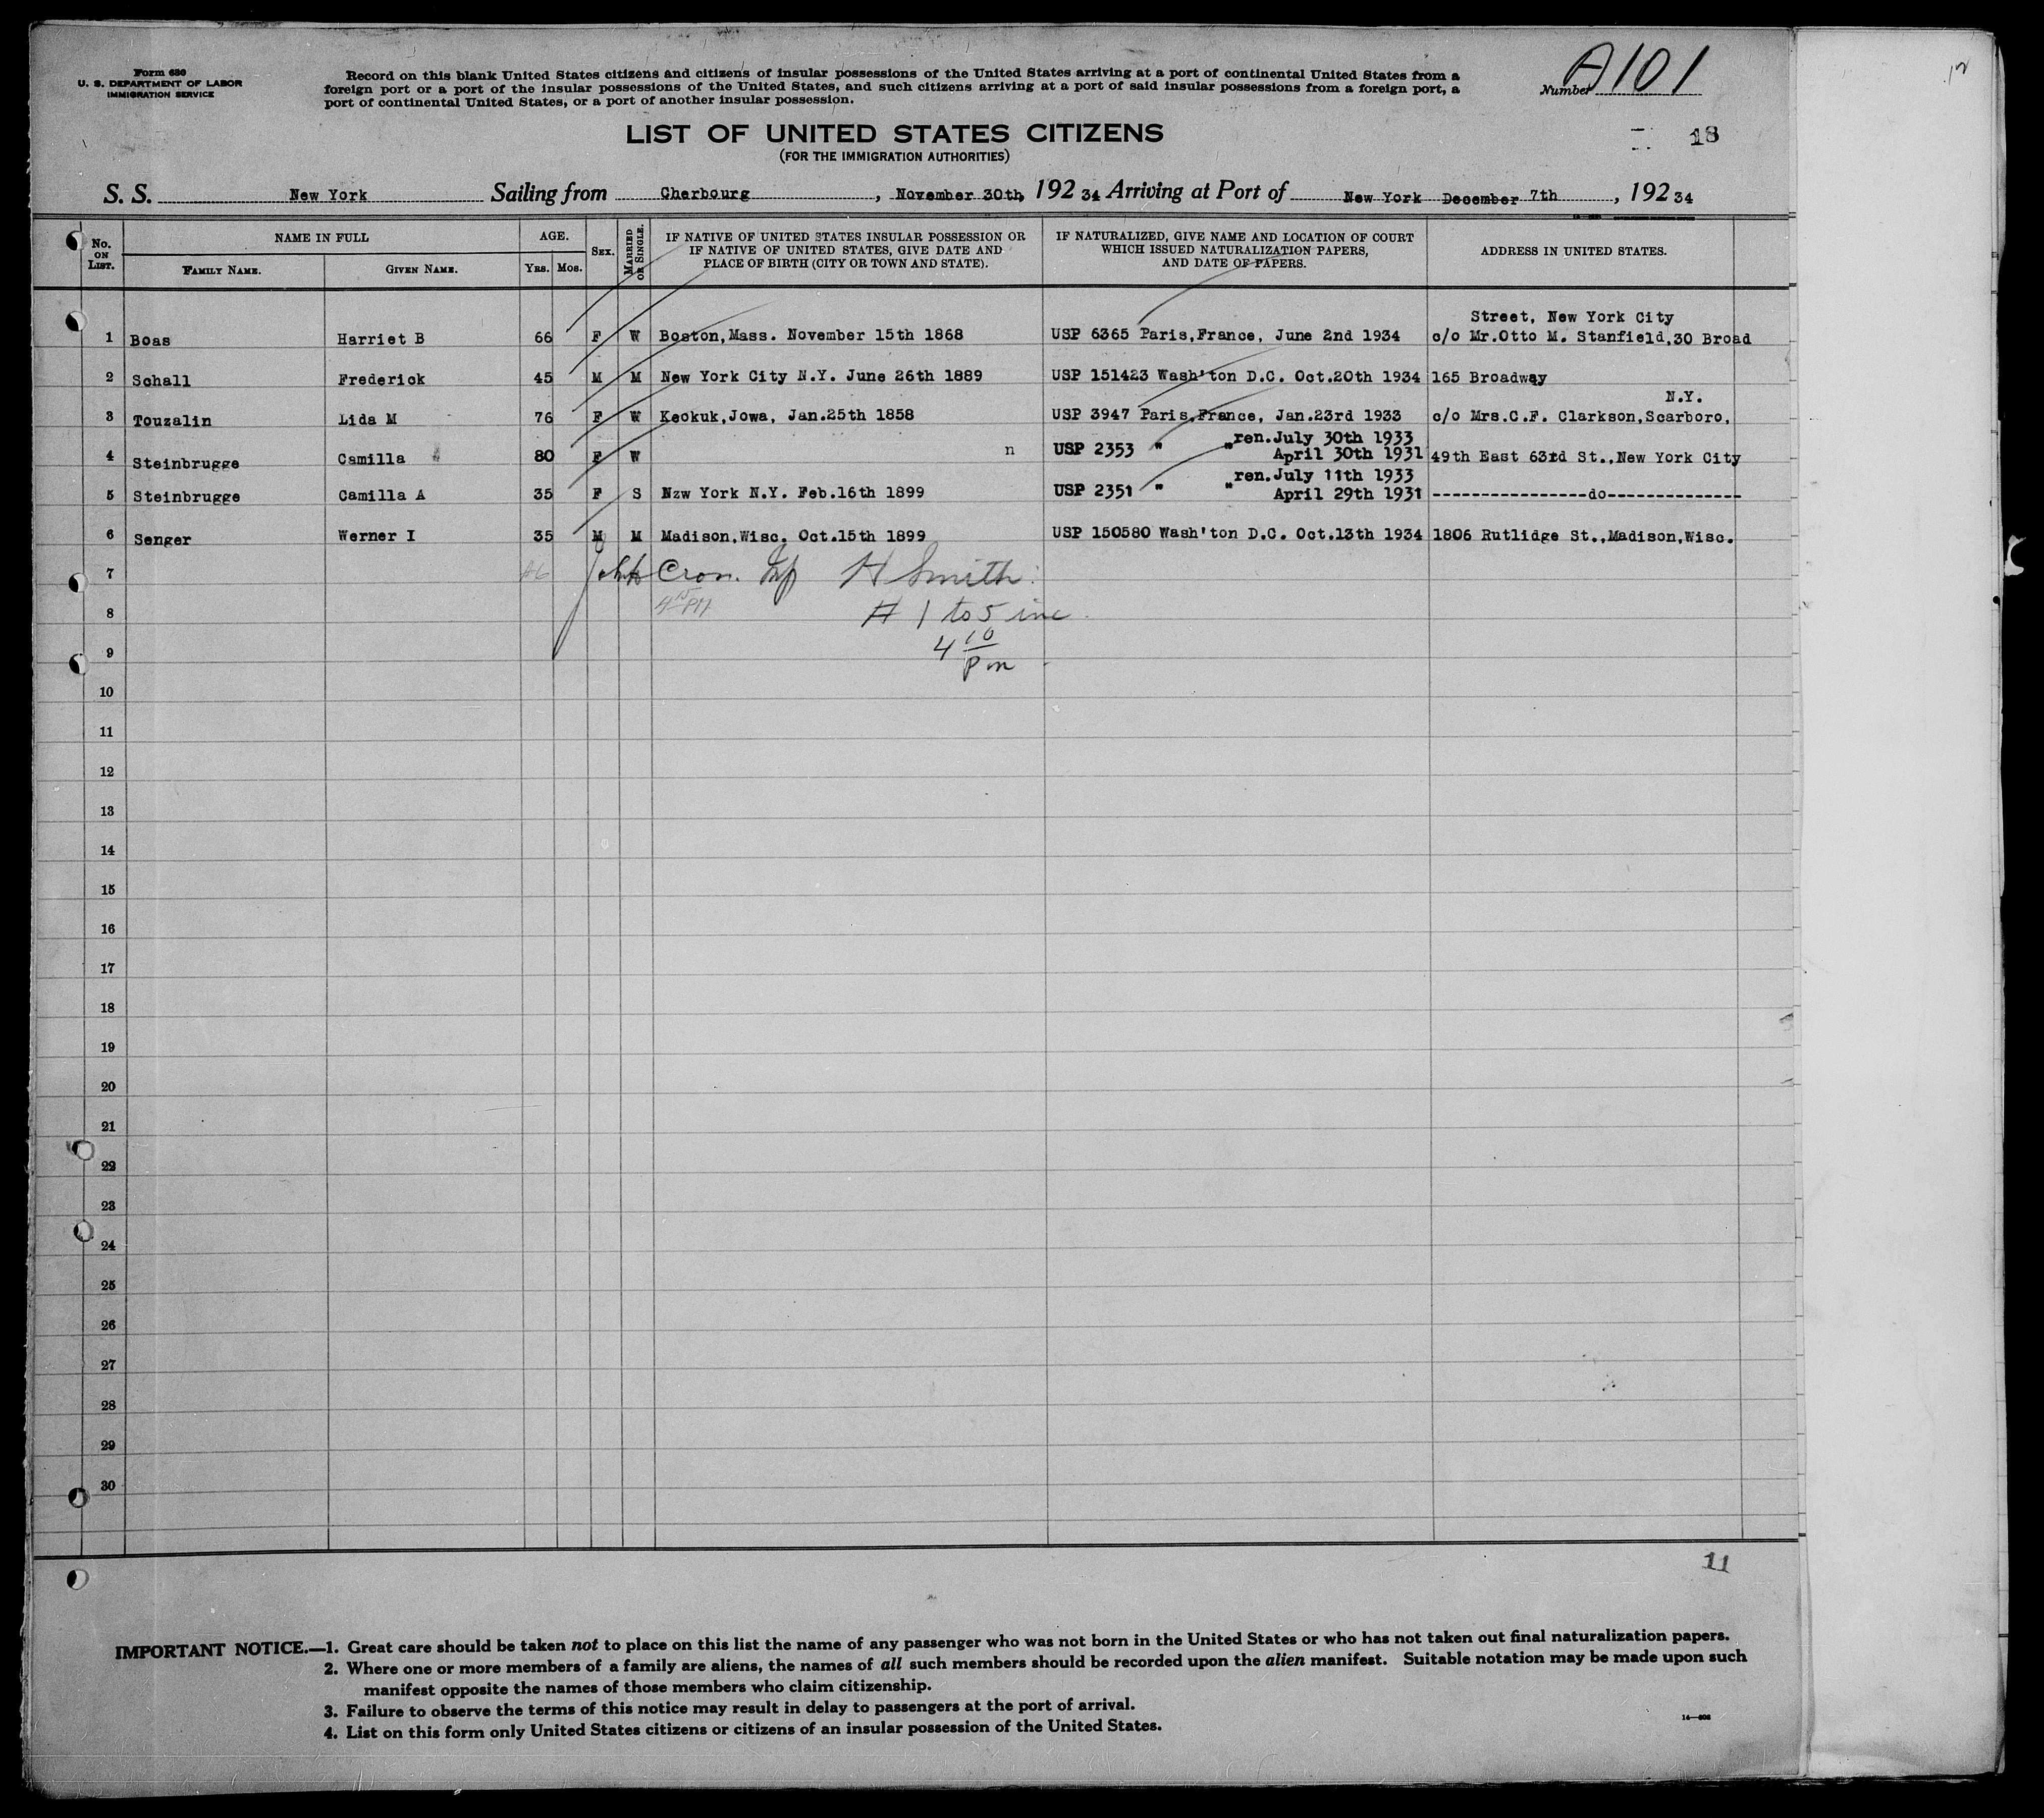 Form 630
U. S. DEPARTMENT OF LABOR
IMMIGRATION SERVICE
Record on this blank United States citizens and citizens of insular possessions of the United States arriving at a port of continental United States from a
foreign port or a port of the insular possessions of the United States, and such citizens arriving at a port of said insular possessions from a foreign port, a
port of continental United States, or a port of another insular possession.
Number A101
LIST OF UNITED STATES CITIZENS
(FOR THE IMMIGRATION AUTHORITIES)
18
S. S. New York Sailing from Cherbourg, November 30th, 192 34 Arriving at Port of New York December 7th, 192 34
No. ON LIST. NAME IN FULL FAMILY NAME. GIVEN NAME. AGE. YRS. MOS. SEX. MARRIED OR SINGLE. IF NATIVE OF UNITED STATES INSULAR POSSESSION OR IF NATIVE OF UNITED STATES, GIVE DATE AND PLACE OF BIRTH (CITY OR TOWN AND STATE). IF NATURALIZED, GIVE NAME AND LOCATION OF COURT WHICH ISSUED NATURALIZATION PAPERS, AND DATE OF PAPERS. ADDRESS IN UNITED STATES.
Street, New York City
1 Boas Harriet B 66 F W Boston,Mass. November 15th 1868 USP 6365 Paris,France, June 2nd 1934 c/o Mr.Otto M. Stanfield,30 Broad
2 Schall Frederick 45 M M New York City N.Y. June 26th 1889 USP 151423 Wash'ton D.C. Oct.20th 1934 165 Broadway
N.Y.
3 Touzalin Lida M 76 F W Keokuk,Jowa, Jan.25th 1858 USP 3947 Paris,France, Jan.23rd 1933 c/o Mrs.C.F. Clarkson,Scarboro,
ren.July 30th 1933
4 Steinbrugge Camilla 80 F W n USP 2353 " " April 30th 1931 49th East 63rd St.,New York City
ren.July 11th 1933
5 Steinbrugge Camilla A 35 F S Nzw York N.Y. Feb.16th 1899 USP 2351 " " April 29th 1931 ----------------do--------------
6 Senger Werner I 35 M M Madison,Wisc. Oct.15th 1899 USP 150580 Wash'ton D.C. Oct.13th 1934 1806 Rutlidge St.,Madison,Wisc.
7 #6 John Cron. Insp H Smith
8 4 15 PM # 1 to 5 inc
9 4 10 pm
10
11
12
13
14
15
16
17
18
19
20
21
22
23
24
25
26
27
28
29
30
11
IMPORTANT NOTICE.—1. Great care should be taken not to place on this list the name of any passenger who was not born in the United States or who has not taken out final naturalization papers.
2. Where one or more members of a family are aliens, the names of all such members should be recorded upon the alien manifest. Suitable notation may be made upon such
manifest opposite the names of those members who claim citizenship.
3. Failure to observe the terms of this notice may result in delay to passengers at the port of arrival.
4. List on this form only United States citizens or citizens of an insular possession of the United States.